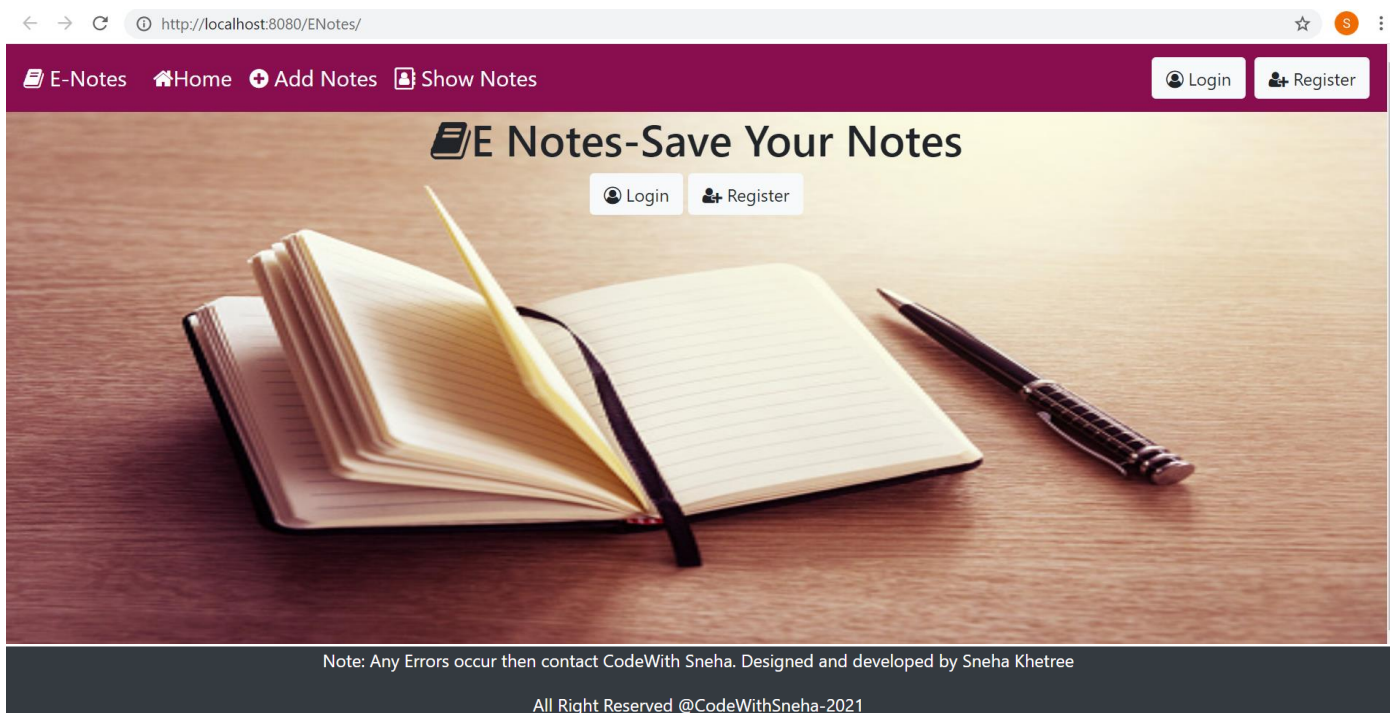 http://localhost:8080/ENotes/
S
E-Notes Home Add Notes Show Notes Login Register
E Notes-Save Your Notes
Login Register
Note: Any Errors occur then contact CodeWith Sneha. Designed and developed by Sneha Khetree
All Right Reserved @CodeWithSneha-2021